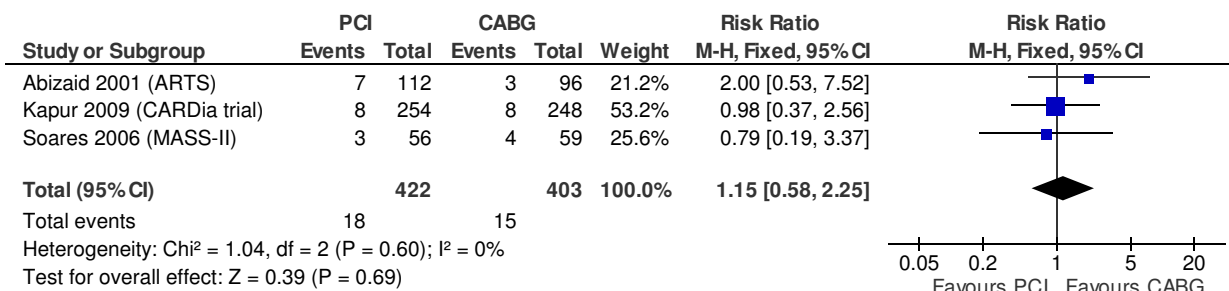 PCI CABG Risk Ratio Risk Ratio
Study or Subgroup Events Total Events Total Weight M-H, Fixed, 95% CI M-H, Fixed, 95% CI
Abizaid 2001 (ARTS) 7 112 3 96 21.2% 2.00 [0.53, 7.52]
Kapur 2009 (CARDia trial) 8 254 8 248 53.2% 0.98 [0.37, 2.56]
Soares 2006 (MASS-II) 3 56 4 59 25.6% 0.79 [0.19, 3.37]
Total (95% CI) 422 403 100.0% 1.15 [0.58, 2.25]
Total events 18 15
Heterogeneity: Chi² = 1.04, df = 2 (P = 0.60); I² = 0%
Test for overall effect: Z = 0.39 (P = 0.69)
0.05 0.2 1 5 20
Favours PCI Favours CABG